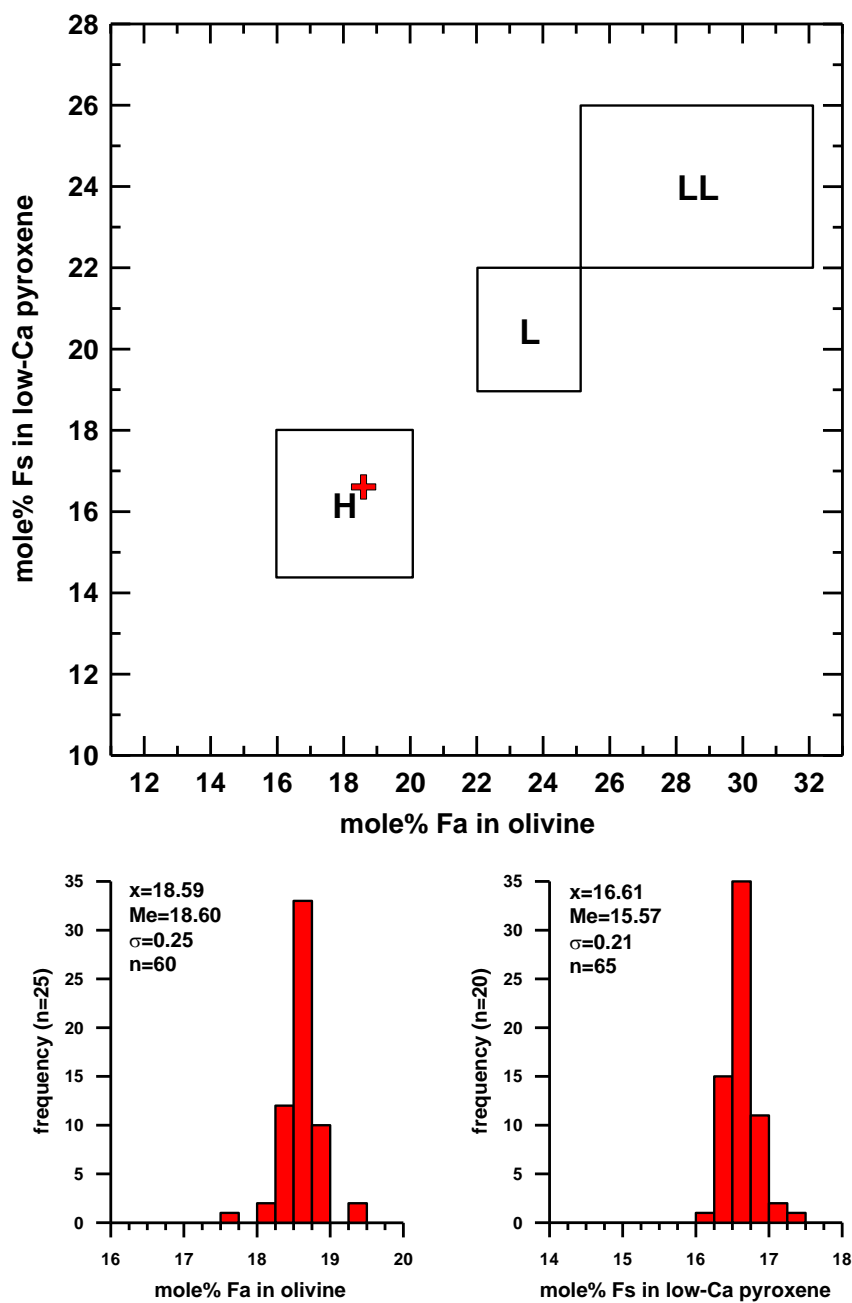 28
26
24
22
20
18
16
14
12
10
mole% Fs in low-Ca pyroxene
LL
L
H
12 14 16 18 20 22 24 26 28 30 32
mole% Fa in olivine
35
30
25
20
15
10
5
0
frequency (n=25)
x=18.59
Me=18.60
σ=0.25
n=60
16 17 18 19 20
mole% Fa in olivine
35
30
25
20
15
10
5
0
frequency (n=20)
x=16.61
Me=15.57
σ=0.21
n=65
14 15 16 17 18
mole% Fs in low-Ca pyroxene